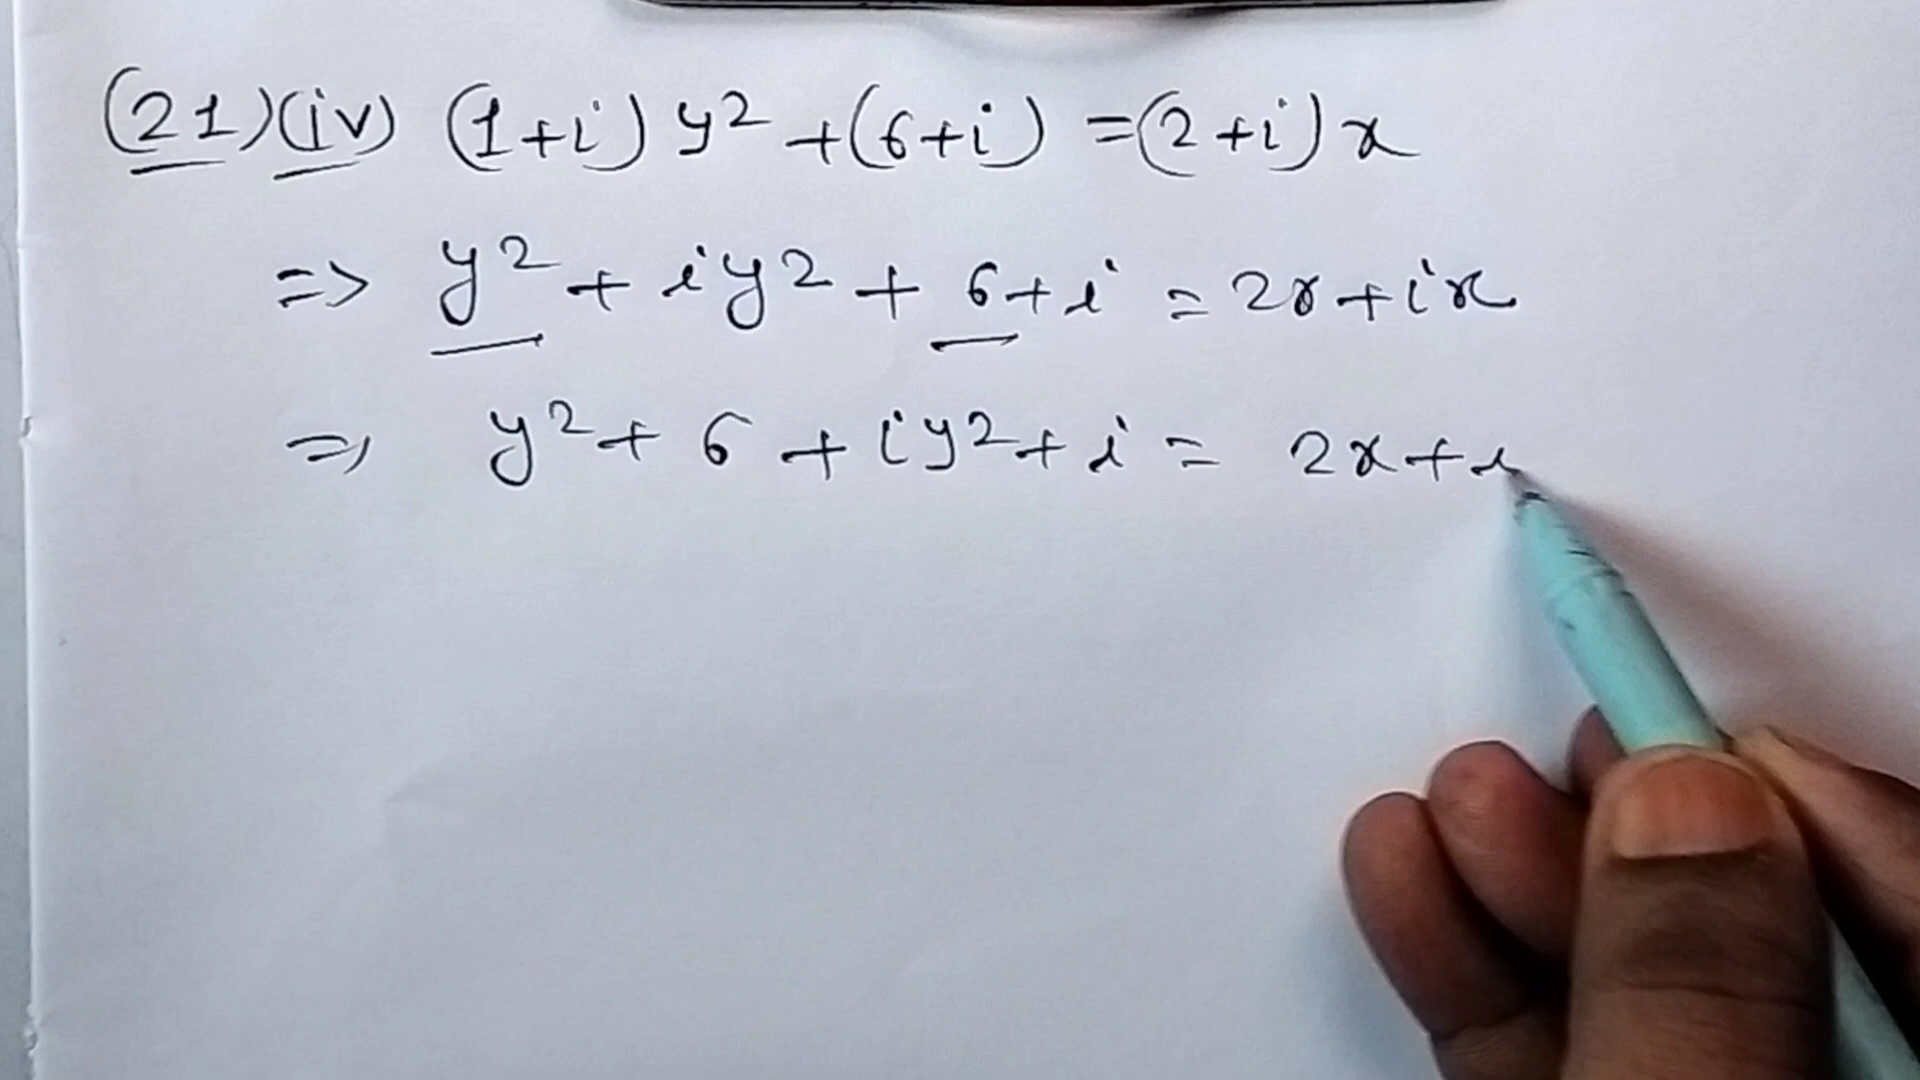 (21)(iv) (1+i) y² + (6+i) = (2+i) x
=> y² + iy² + 6 + i = 2x + ix
=> y² + 6 + iy² + i = 2x + i